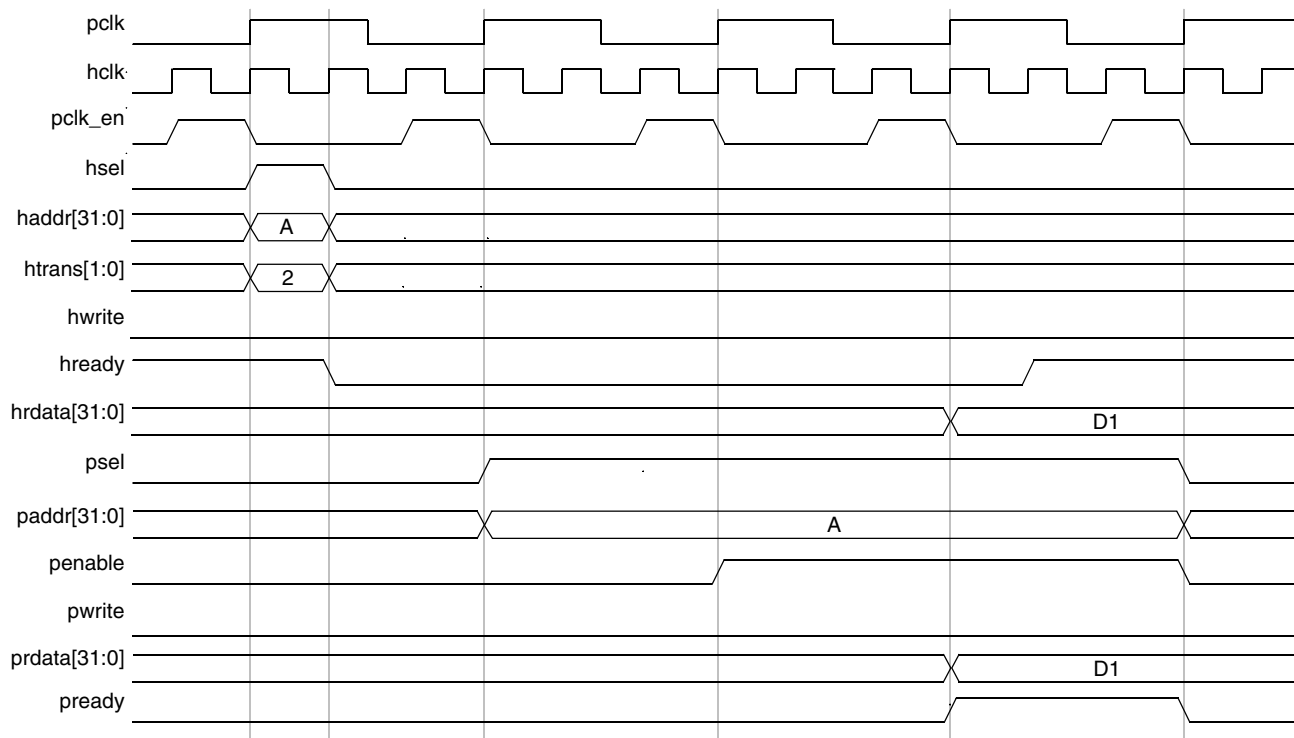 pclk
hclk
pclk_en
hsel
haddr[31:0] A
htrans[1:0] 2
hwrite
hready
hrdata[31:0] D1
psel
paddr[31:0] A
penable
pwrite
prdata[31:0] D1
pready